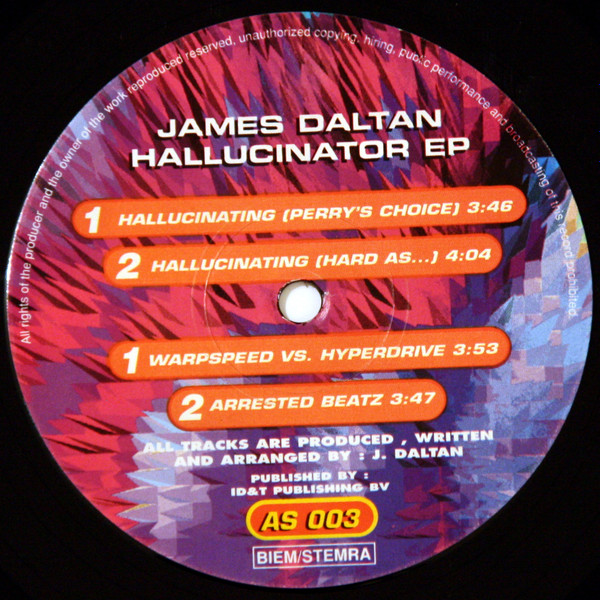 All rights of the producer and the owner of the work reproduced reserved, unauthorized copying, hiring, public performance and broadcasting of this record prohibited.
JAMES DALTAN
HALLUCINATOR EP
1 HALLUCINATING (PERRY'S CHOICE) 3:46
2 HALLUCINATING (HARD AS...) 4:04
1 WARPSPEED VS. HYPERDRIVE 3:53
2 ARRESTED BEATZ 3:47
ALL TRACKS ARE PRODUCED , WRITTEN
AND ARRANGED BY : J. DALTAN
PUBLISHED BY :
ID&T PUBLISHING BV
AS 003
BIEM/STEMRA